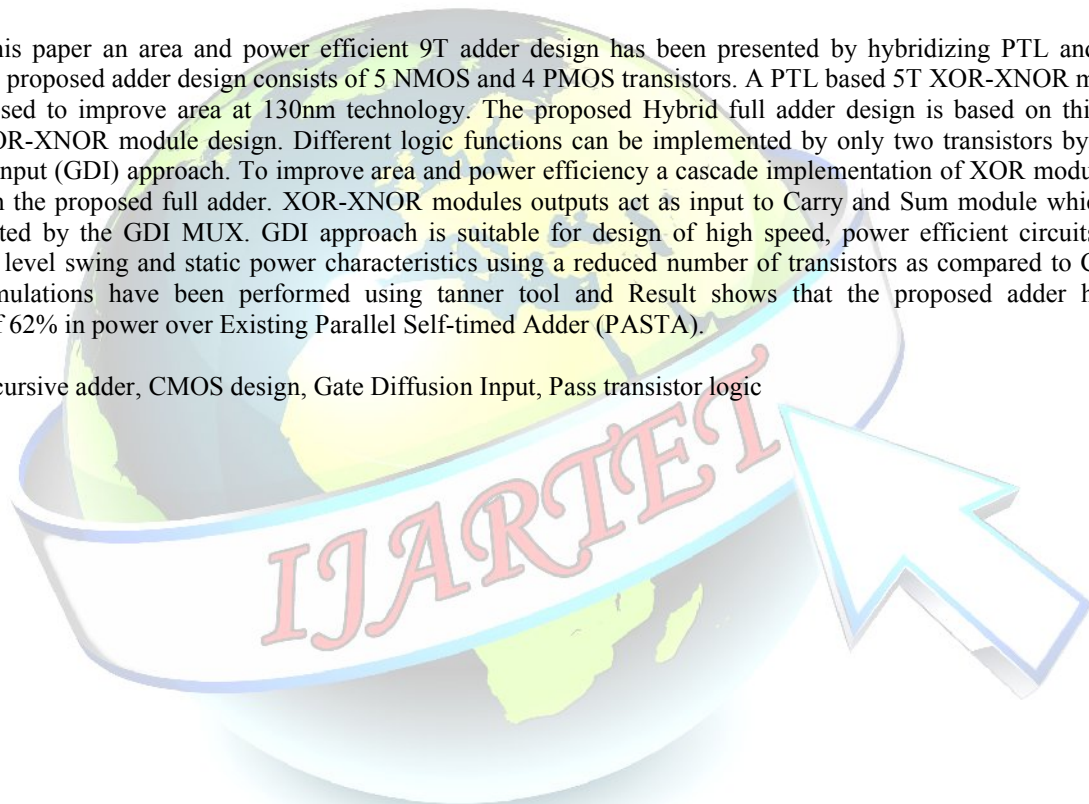 his paper an area and power efficient 9T adder design has been presented by hybridizing PTL and
proposed adder design consists of 5 NMOS and 4 PMOS transistors. A PTL based 5T XOR-XNOR m
sed to improve area at 130nm technology. The proposed Hybrid full adder design is based on thi
OR-XNOR module design. Different logic functions can be implemented by only two transistors by
nput (GDI) approach. To improve area and power efficiency a cascade implementation of XOR modu
n the proposed full adder. XOR-XNOR modules outputs act as input to Carry and Sum module whic
ted by the GDI MUX. GDI approach is suitable for design of high speed, power efficient circuits
level swing and static power characteristics using a reduced number of transistors as compared to C
mulations have been performed using tanner tool and Result shows that the proposed adder h
f 62% in power over Existing Parallel Self-timed Adder (PASTA).
cursive adder, CMOS design, Gate Diffusion Input, Pass transistor logic
IJARTET